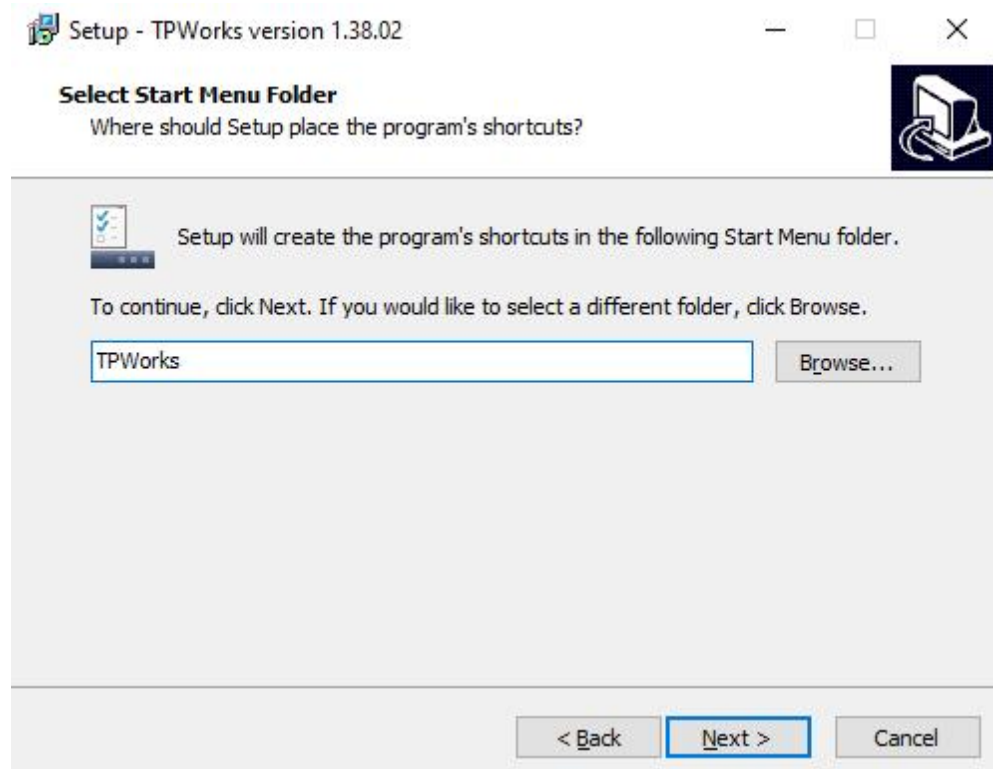 Setup - TPWorks version 1.38.02
Select Start Menu Folder
Where should Setup place the program's shortcuts?
Setup will create the program's shortcuts in the following Start Menu folder.
To continue, click Next. If you would like to select a different folder, click Browse.
TPWorks
Browse...
< Back
Next >
Cancel